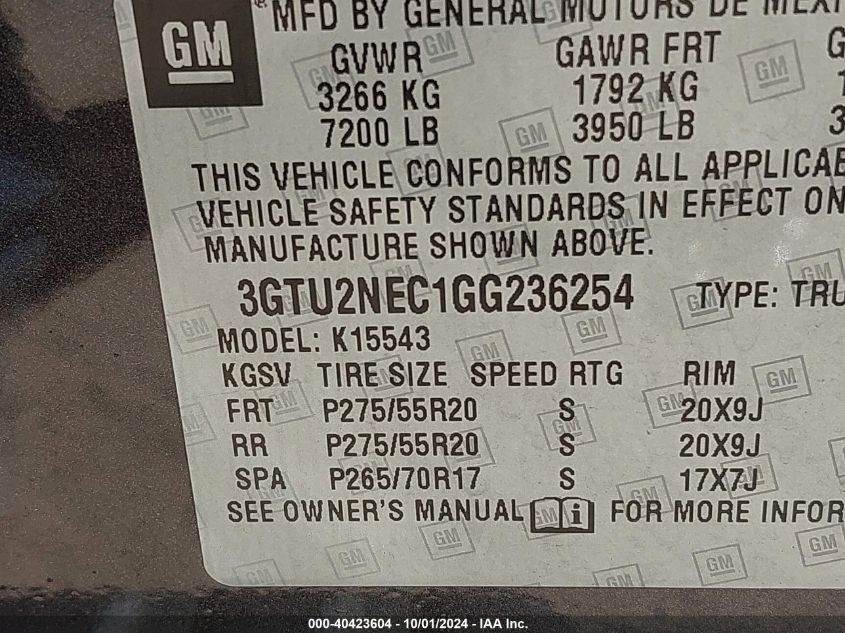 GM ® MFD BY GENERAL MOTORS DE MEXI
GVWR GAWR FRT G
3266 KG 1792 KG 1
7200 LB 3950 LB 3
THIS VEHICLE CONFORMS TO ALL APPLICAB
VEHICLE SAFETY STANDARDS IN EFFECT ON
MANUFACTURE SHOWN ABOVE.
3GTU2NEC1GG236254 TYPE: TRU
MODEL: K15543
KGSV TIRE SIZE SPEED RTG RIM
FRT P275/55R20 S 20X9J
RR P275/55R20 S 20X9J
SPA P265/70R17 S 17X7J
SEE OWNER'S MANUAL i FOR MORE INFOR
000-40423604 - 10/01/2024 - IAA Inc.